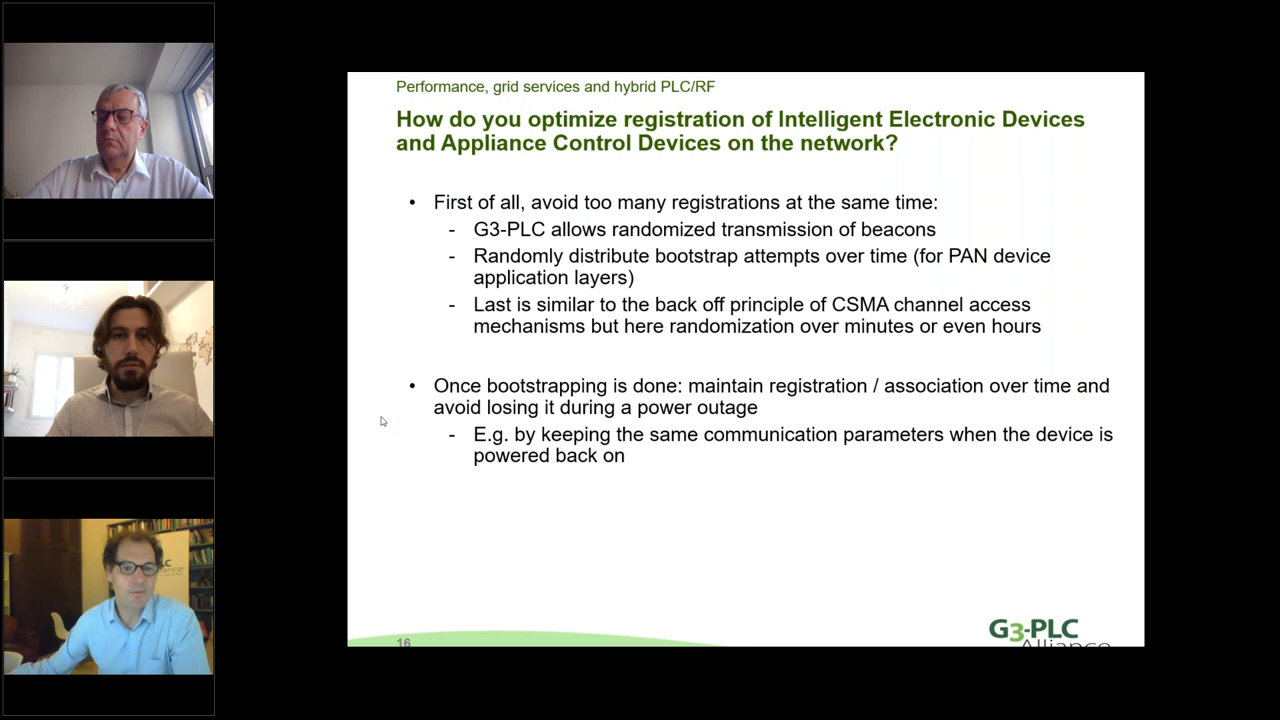 Performance, grid services and hybrid PLC/RF
How do you optimize registration of Intelligent Electronic Devices
and Appliance Control Devices on the network?
• First of all, avoid too many registrations at the same time:
- G3-PLC allows randomized transmission of beacons
- Randomly distribute bootstrap attempts over time (for PAN device
application layers)
- Last is similar to the back off principle of CSMA channel access
mechanisms but here randomization over minutes or even hours
• Once bootstrapping is done: maintain registration / association over time and
avoid losing it during a power outage
- E.g. by keeping the same communication parameters when the device is
powered back on
16
G3-PLC
Alliance